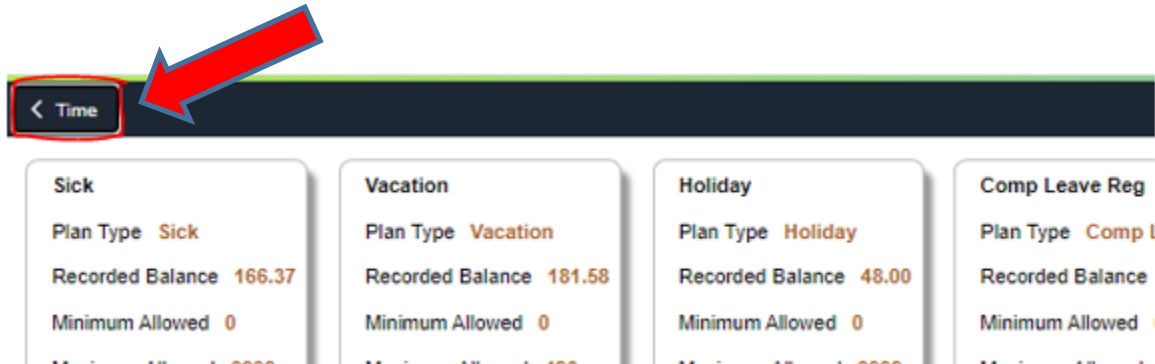 < Time
Sick
Plan Type Sick
Recorded Balance 166.37
Minimum Allowed 0
Vacation
Plan Type Vacation
Recorded Balance 181.58
Minimum Allowed 0
Holiday
Plan Type Holiday
Recorded Balance 48.00
Minimum Allowed 0
Comp Leave Reg
Plan Type Comp
Recorded Balance
Minimum Allowed